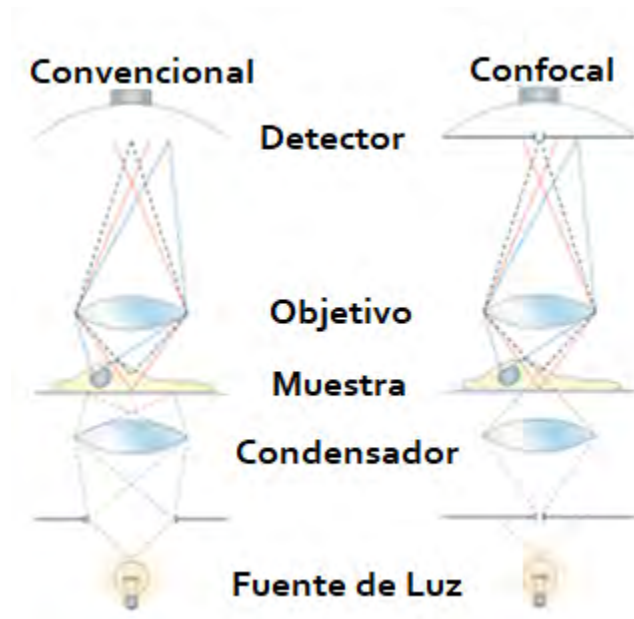 Convencional
Confocal
Detector
Objetivo
Muestra
Condensador
Fuente de Luz